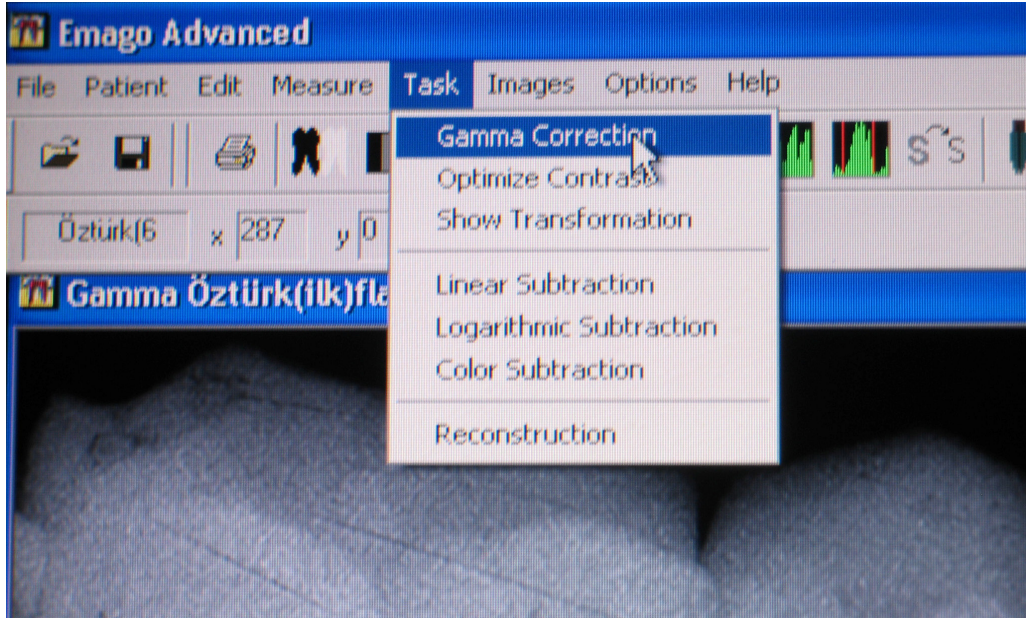 Emago Advanced
File Patient Edit Measure Task Images Options Help
Gamma Correction
Optimize Contrast
Show Transformation
Linear Subtraction
Logarithmic Subtraction
Color Subtraction
Reconstruction
S S
Öztürk(6 x 287 y 0
Gamma Öztürk(ilk)fla